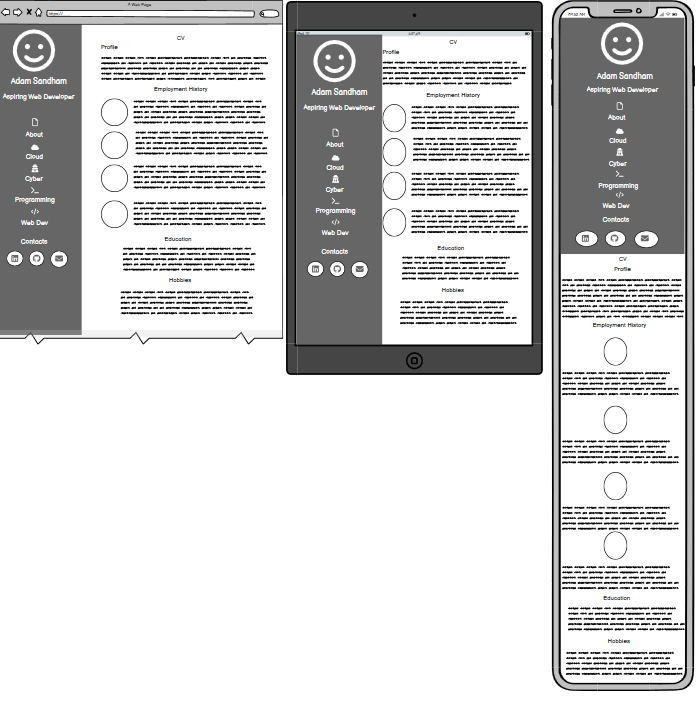 A Web Page
https://
Adam Sandham
Aspiring Web Developer
About
Cloud
Cyber
Programming
Web Dev
Contacts
CV
Profile
Employment History
Education
Hobbies
Adam Sandham
Aspiring Web Developer
About
Cloud
Cyber
Programming
Web Dev
Contacts
CV
Profile
Employment History
Education
Hobbies
Adam Sandham
Aspiring Web Developer
About
Cloud
Cyber
Programming
Web Dev
Contacts
CV
Profile
Employment History
Education
Hobbies